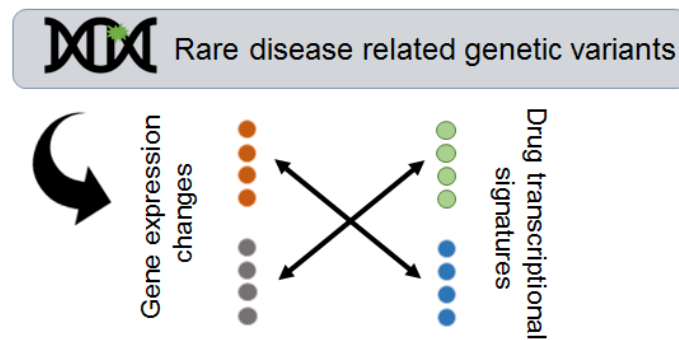 Rare disease related genetic variants
Gene expression
changes
Drug transcriptional
signatures